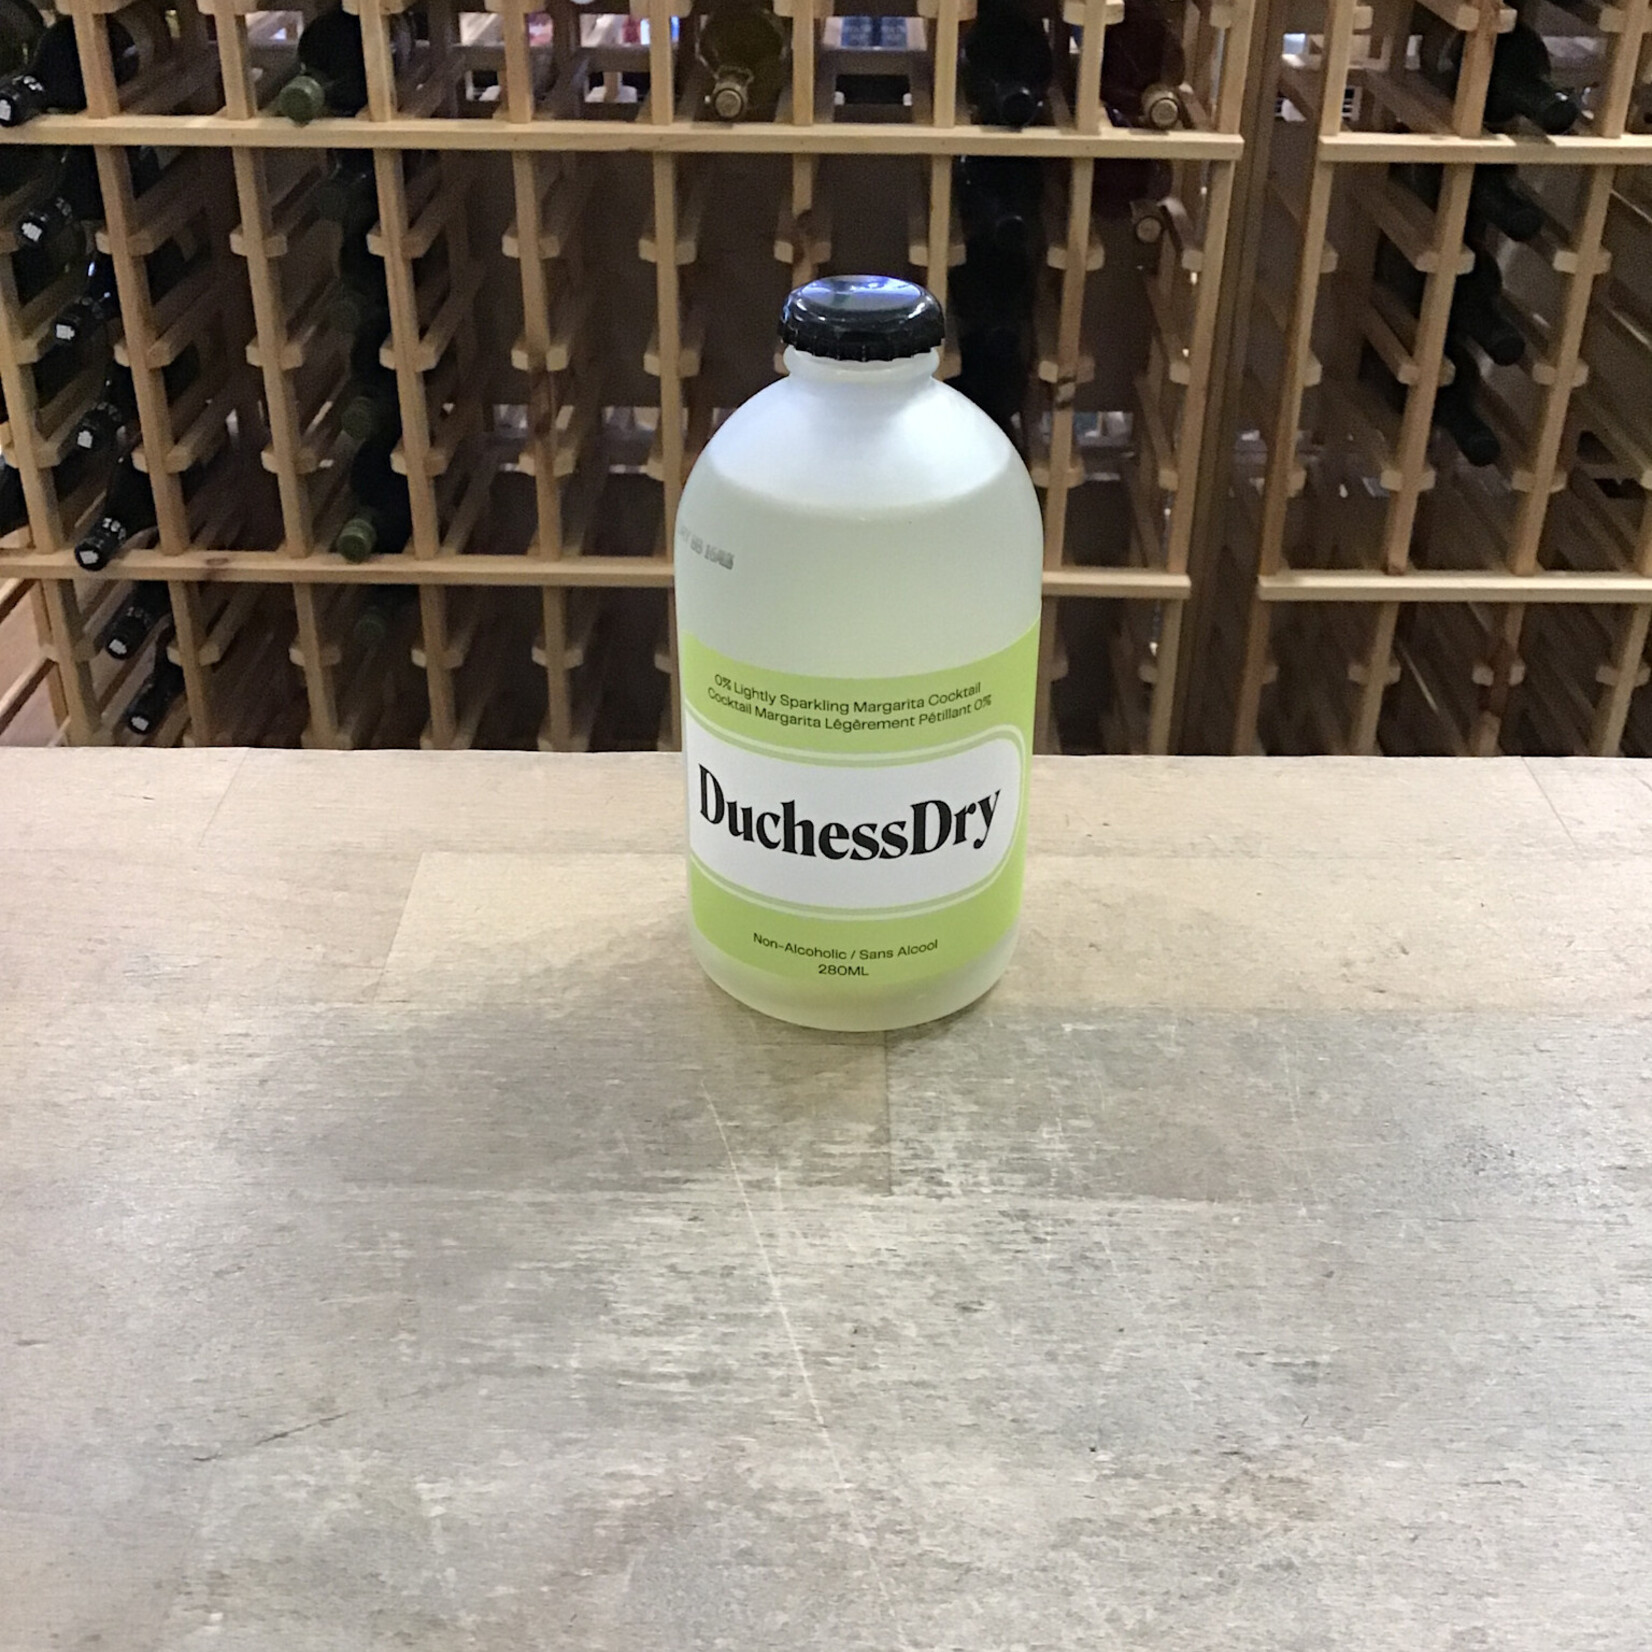 0% Lightly Sparkling Margarita Cocktail
Cocktail Margarita Légèrement Pétillant 0%
DuchessDry
Non-Alcoholic / Sans Alcool
280ML